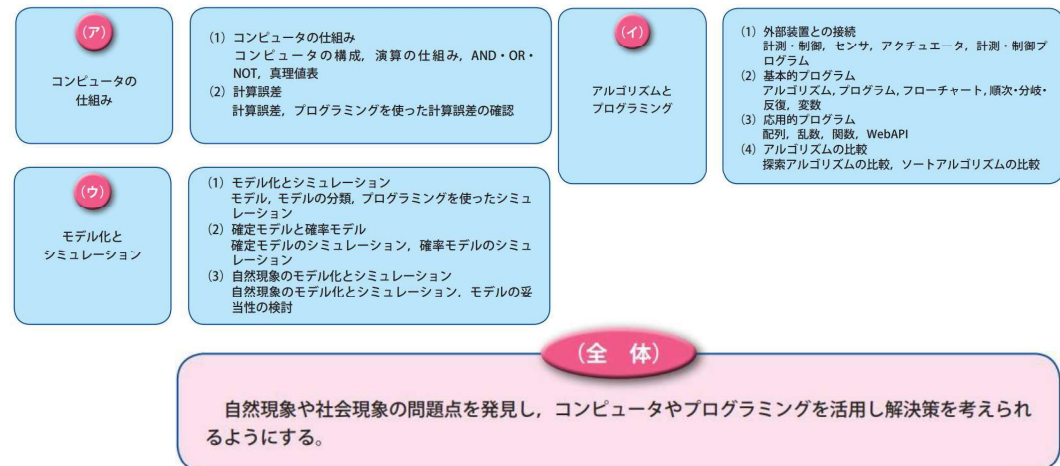 (ア)
コンピュータの
仕組み
(1) コンピュータの仕組み
コンピュータの構成, 演算の仕組み, AND・OR・
NOT, 真理値表
(2) 計算誤差
計算誤差, プログラミングを使った計算誤差の確認
(イ)
アルゴリズムと
プログラミング
(1) 外部装置との接続
計測・制御, センサ, アクチュエータ, 計測・制御プ
ログラム
(2) 基本的プログラム
アルゴリズム, プログラム, フローチャート, 順次・分岐・
反復, 変数
(3) 応用的プログラム
配列, 乱数, 関数, WebAPI
(4) アルゴリズムの比較
探索アルゴリズムの比較, ソートアルゴリズムの比較
(ウ)
モデル化と
シミュレーション
(1) モデル化とシミュレーション
モデル, モデルの分類, プログラミングを使ったシミュ
レーション
(2) 確定モデルと確率モデル
確定モデルのシミュレーション, 確率モデルのシミュ
レーション
(3) 自然現象のモデル化とシミュレーション
自然現象のモデル化とシミュレーション, モデルの妥
当性の検討
(全 体)
自然現象や社会現象の問題点を発見し, コンピュータやプログラミングを活用し解決策を考えられ
るようにする。